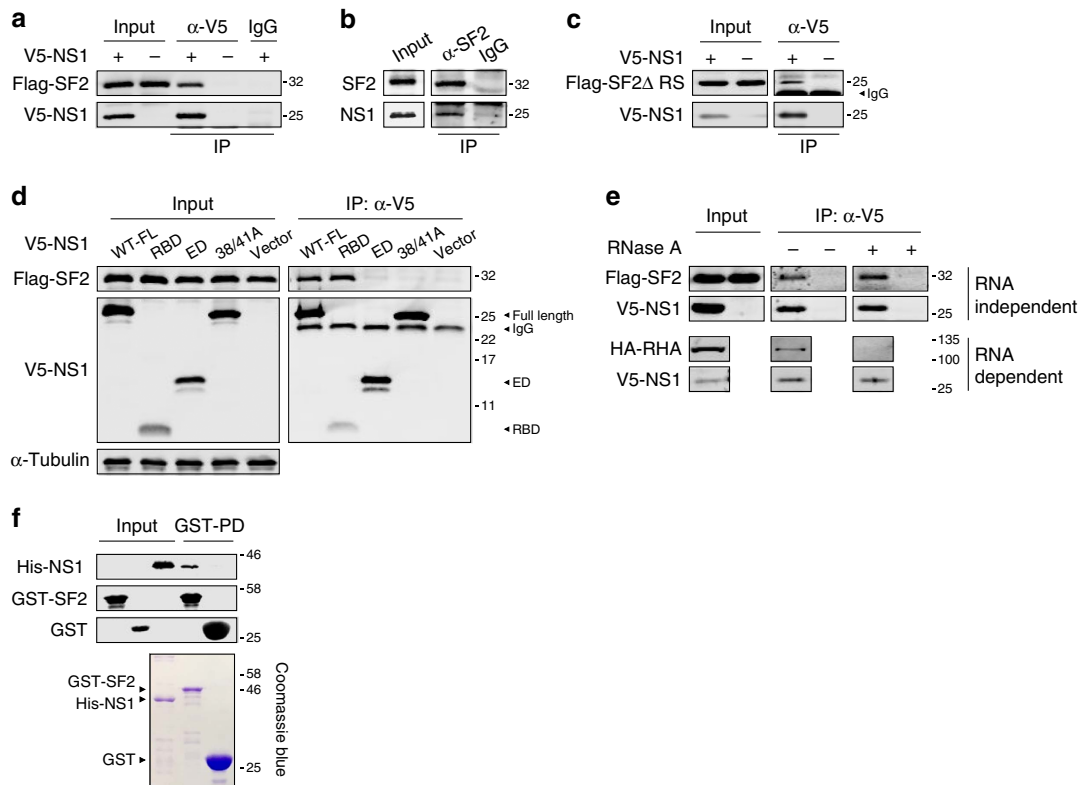 a
Input α-V5 IgG
V5-NS1 + − + − +
Flag-SF2 -32
V5-NS1 -25
IP
b
Input α-SF2 IgG
SF2 -32
NS1 -25
IP
c
Input α-V5
V5-NS1 + − + −
Flag-SF2Δ RS -25
IgG
V5-NS1 -25
IP
d
Input IP: α-V5
V5-NS1 WT-FL RBD ED 38/41A Vector WT-FL RBD ED 38/41A Vector
Flag-SF2 -32
V5-NS1
-25 Full length
IgG
-22
-17
ED
-11
RBD
α-Tubulin
e
Input IP: α-V5
RNase A − − + +
Flag-SF2 -32
V5-NS1 -25
RNA
independent
HA-RHA -135
-100
V5-NS1 -25
RNA
dependent
f
Input GST-PD
His-NS1 -46
GST-SF2 -58
GST -25
GST-SF2
His-NS1
GST
-58
-46
-25
Coomassie blue